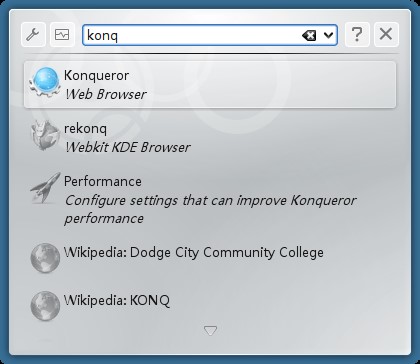 konq
?
Konqueror
Web Browser
rekonq
Webkit KDE Browser
Performance
Configure settings that can improve Konqueror
performance
Wikipedia: Dodge City Community College
Wikipedia: KONQ